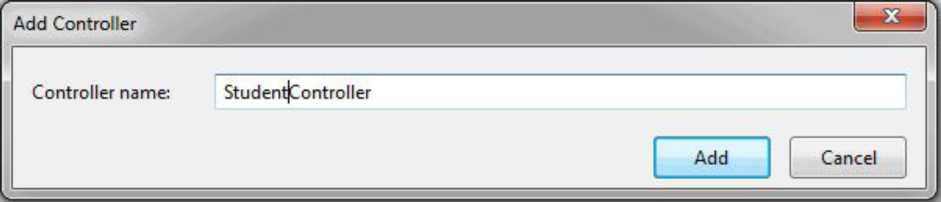 Add Controller
Controller name: StudentController
Add Cancel